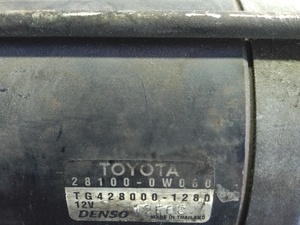 TOYOTA
28100-0W060
TG428000-1280
12V
DENSO MADE IN THAILAND